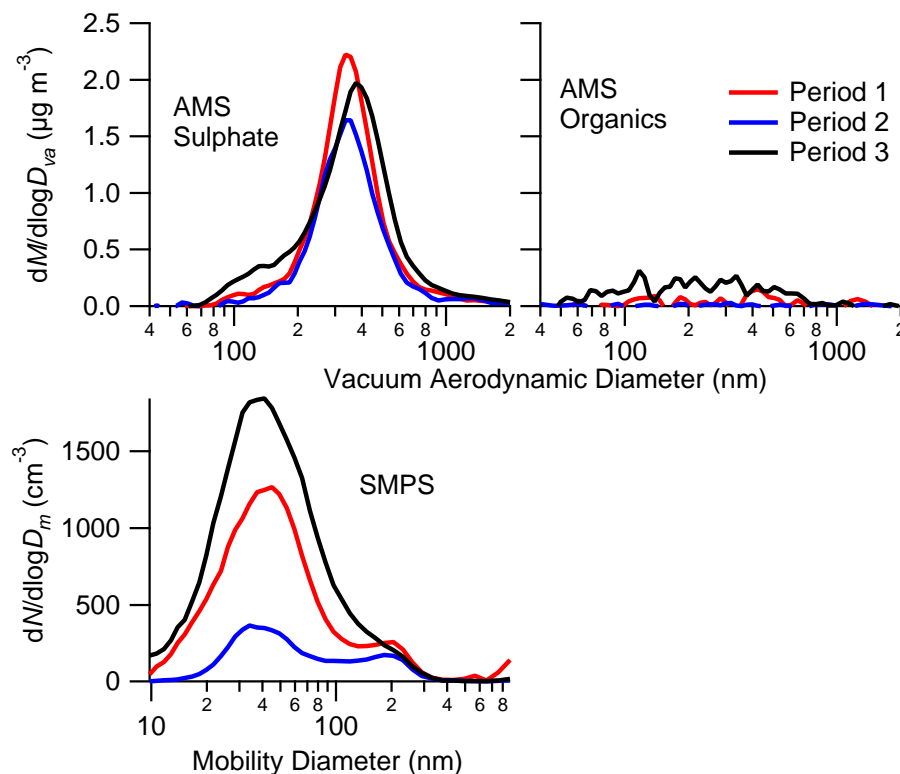 2.5
2.0
1.5
1.0
0.5
0.0
dM/dlogDva (µg m-3)
AMS
Sulphate
4 6 8 100 2 4 6 8 1000 2
AMS
Organics
Period 1
Period 2
Period 3
4 6 8 100 2 4 6 8 1000 2
Vacuum Aerodynamic Diameter (nm)
1500
1000
500
0
dN/dlogDm (cm-3)
SMPS
10 2 4 6 8 100 2 4 6 8
Mobility Diameter (nm)